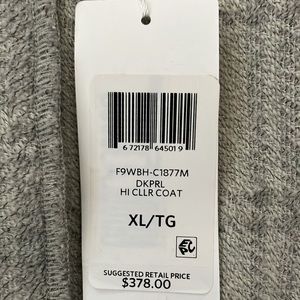 6 72178 64501 9
F9WBH-C1877M
DKPRL
HI CLLR COAT
XL/TG
SUGGESTED RETAIL PRICE
$378.00